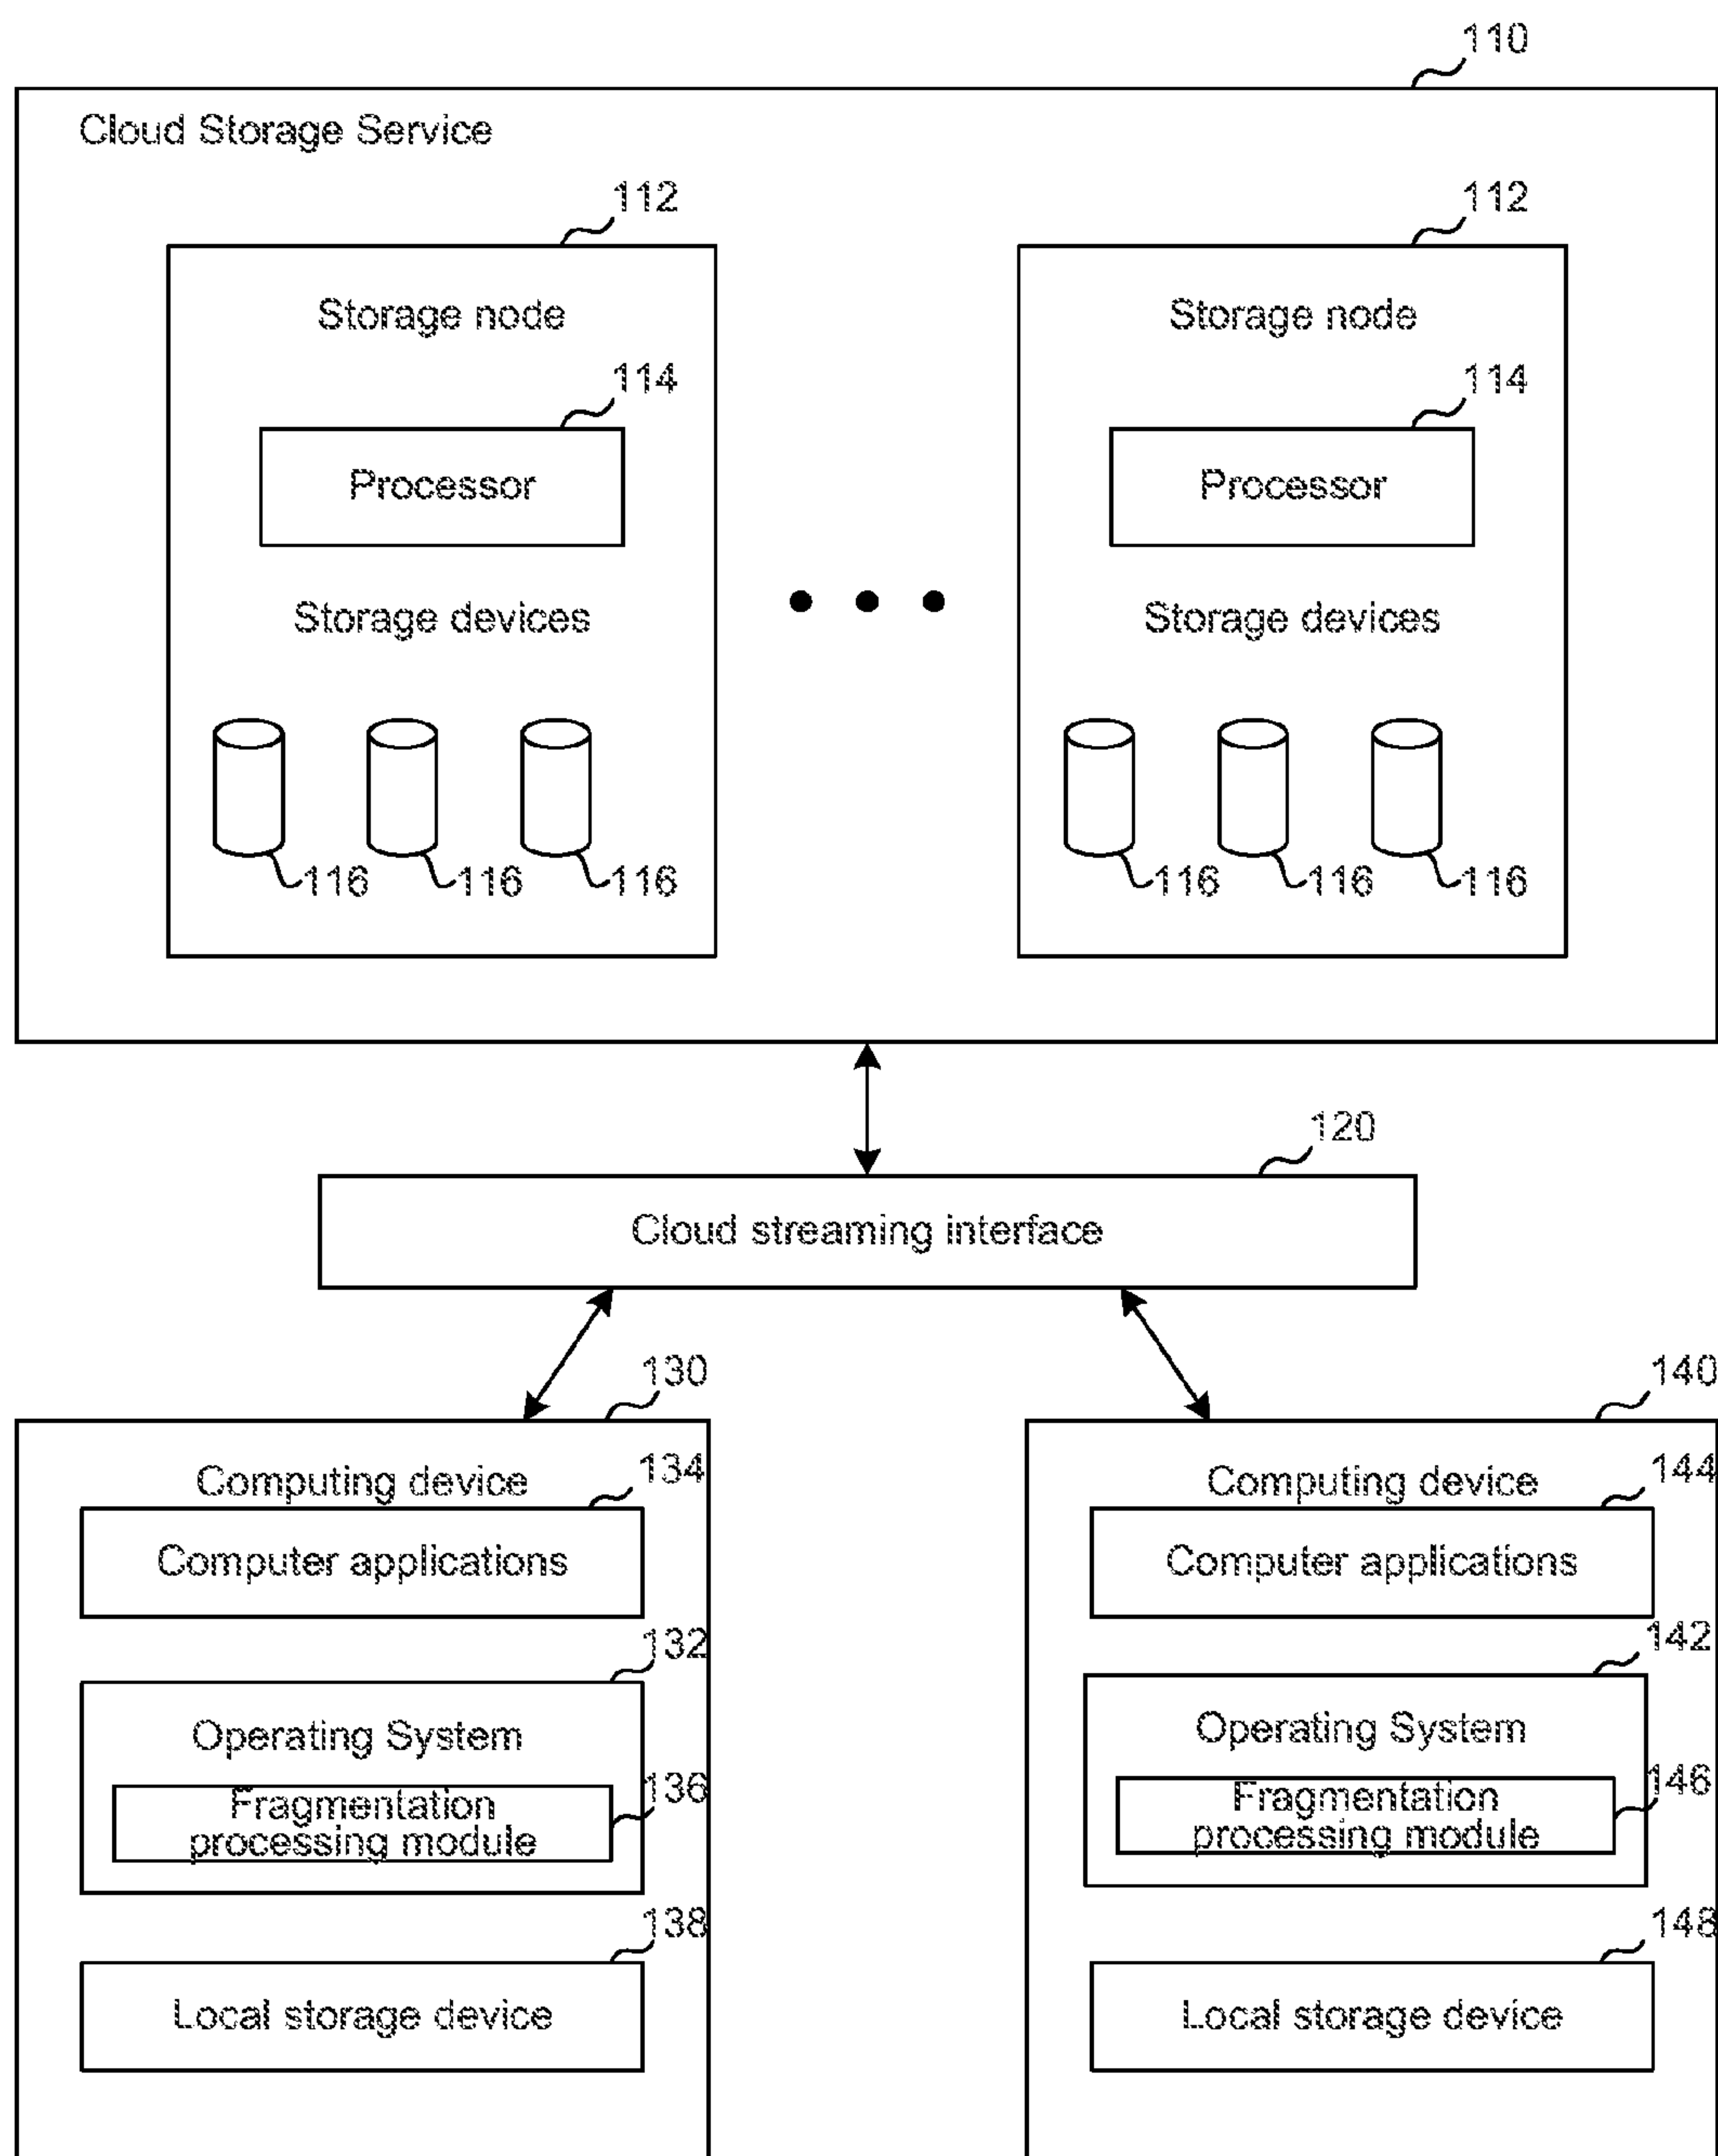 110
Cloud Storage Service
112 112
Storage node Storage node
114 114
Processor Processor
Storage devices Storage devices
116 116 116 116 116 116
120
Cloud streaming interface
130 140
Computing device 134 Computing device 144
Computer applications Computer applications
132 142
Operating System Operating System
136 146
Fragmentation Fragmentation
processing module processing module
138 148
Local storage device Local storage device